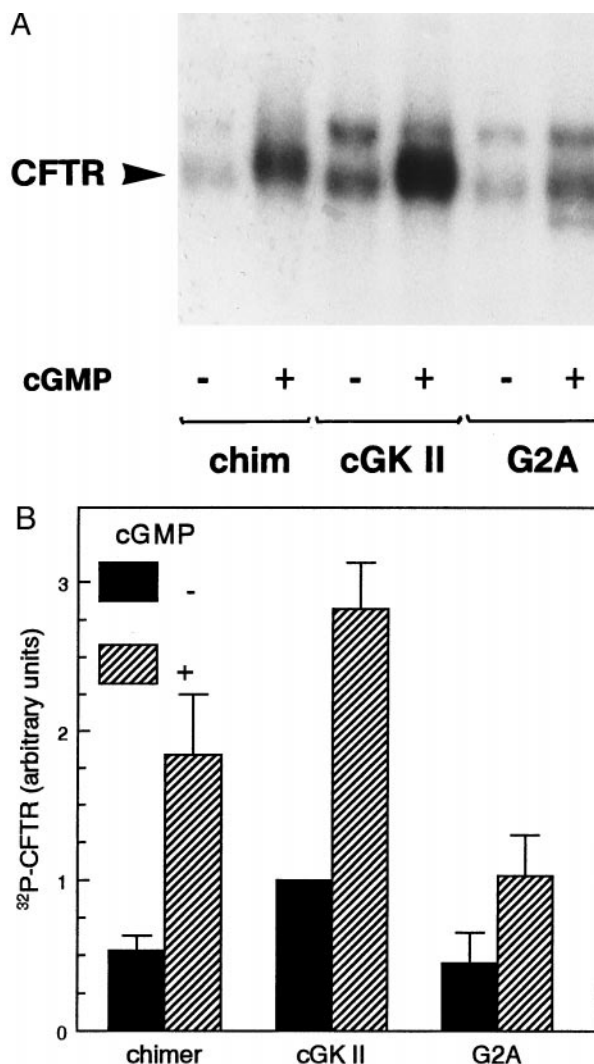 A
CFTR
cGMP - + - + - +
chim cGK II G2A
B
cGMP
-
+
³²P-CFTR (arbitrary units)
3
2
1
0
chimer cGK II G2A